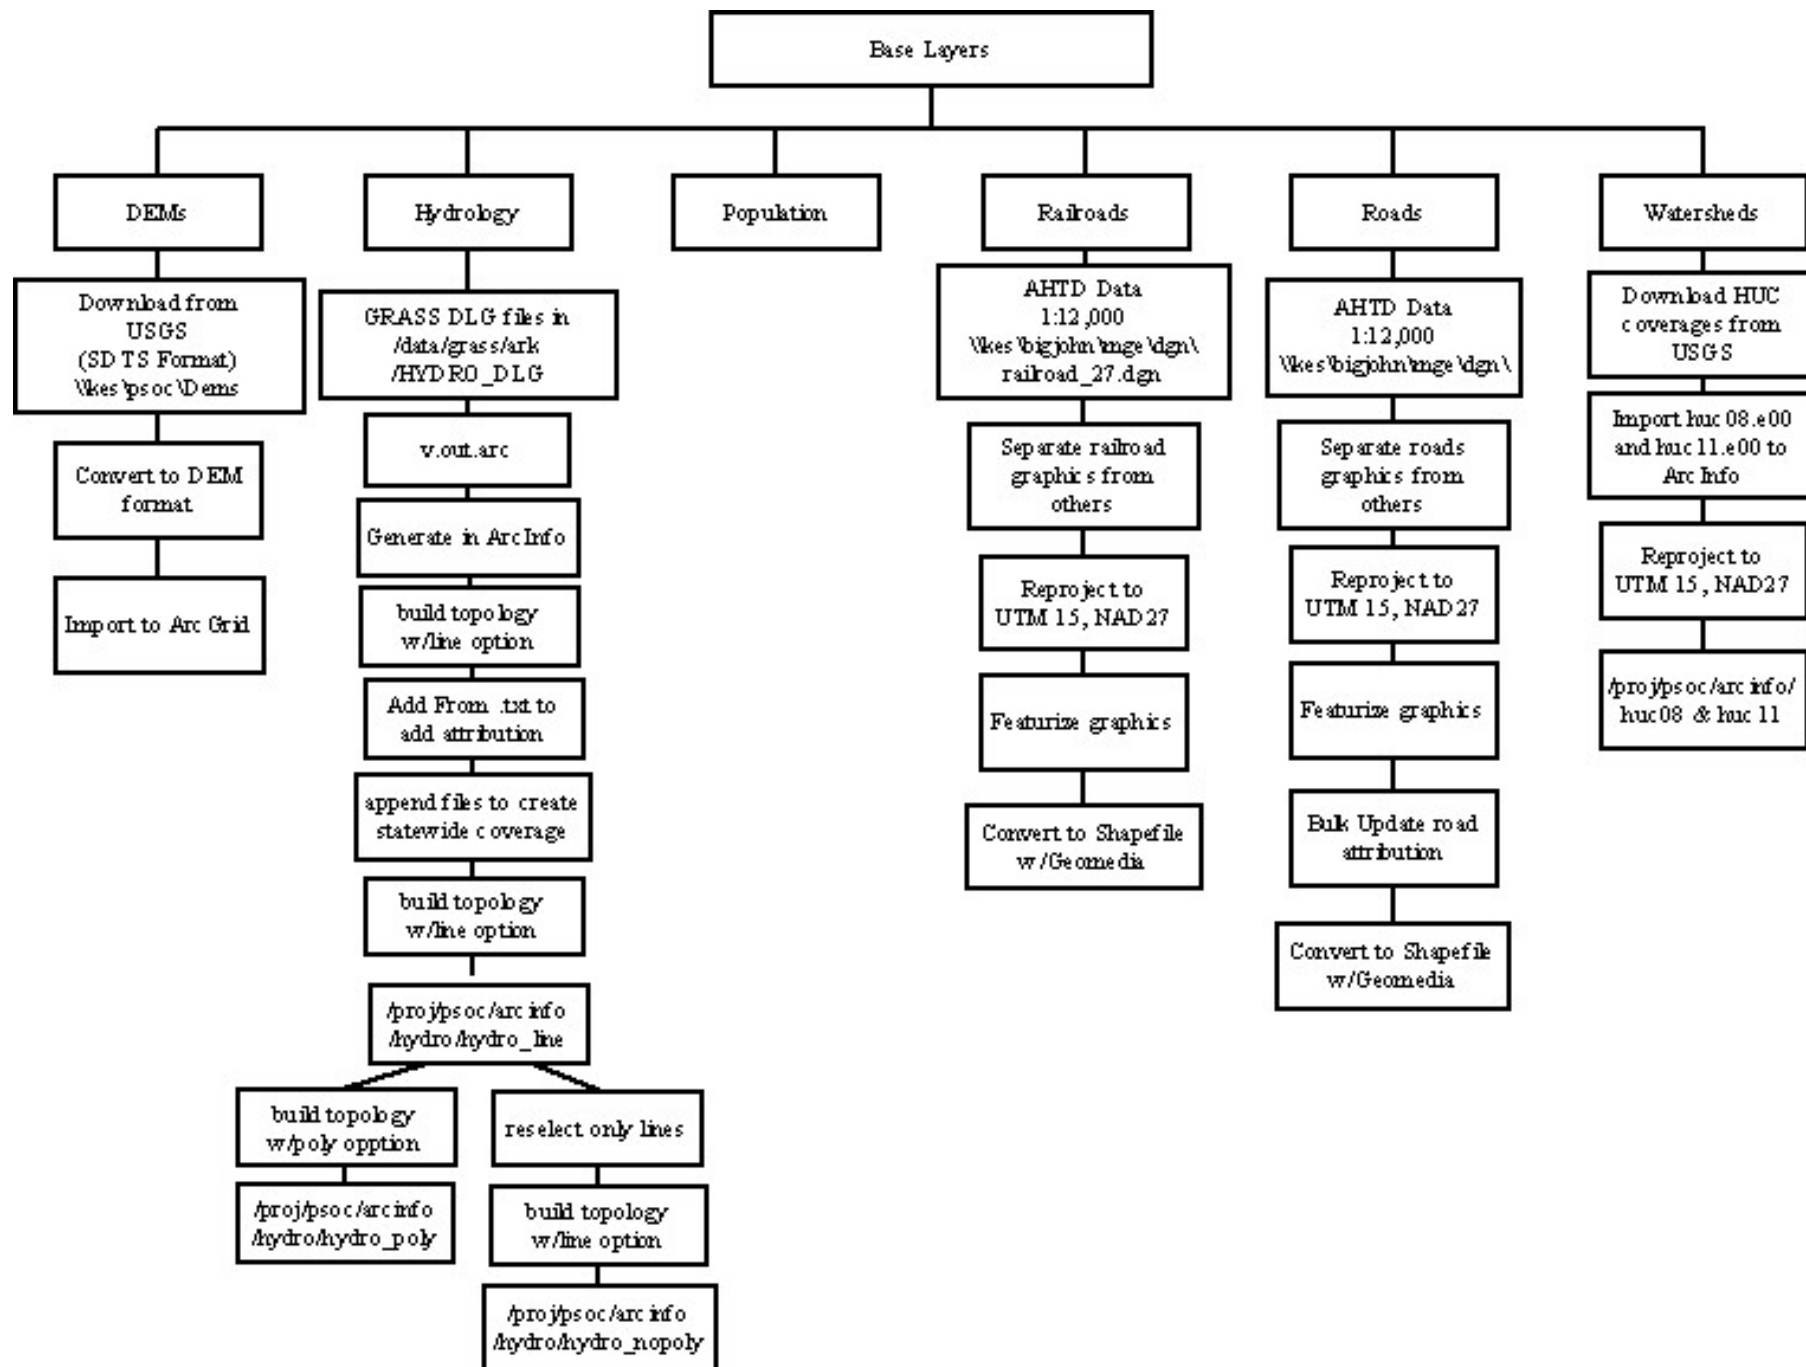 Base Layers
DEMs
Download from
USGS
(SDTS Format)
\\kes\psoc\Dems
Convert to DEM
format
Import to Arc Grid
Hydrology
GRASS DLG files in
/data/grass/ark
/HYDRO_DLG
v.out.arc
Generate in ArcInfo
build topology
w/line option
Add From .txt to
add attribution
append files to create
statewide coverage
build topology
w/line option
/proj/psoc/arcinfo
/hydro/hydro_line
build topology
w/poly opption
/proj/psoc/arcinfo
/hydro/hydro_poly
reselect only lines
build topology
w/line option
/proj/psoc/arcinfo
/hydro/hydro_nopoly
Population
Railroads
AHTD Data
1:12,000
\\kes\bigjohn\mge\dgn\
railroad_27.dgn
Separate railroad
graphics from
others
Reproject to
UTM 15, NAD27
Featurize graphics
Convert to Shapefile
w/Geomedia
Roads
AHTD Data
1:12,000
\\kes\bigjohn\mge\dgn\
Separate roads
graphics from
others
Reproject to
UTM 15, NAD27
Featurize graphics
Bulk Update road
attribution
Convert to Shapefile
w/Geomedia
Watersheds
Download HUC
coverages from
USGS
Import huc08.e00
and huc11.e00 to
ArcInfo
Reproject to
UTM 15, NAD27
/proj/psoc/arcinfo/
huc08 & huc11